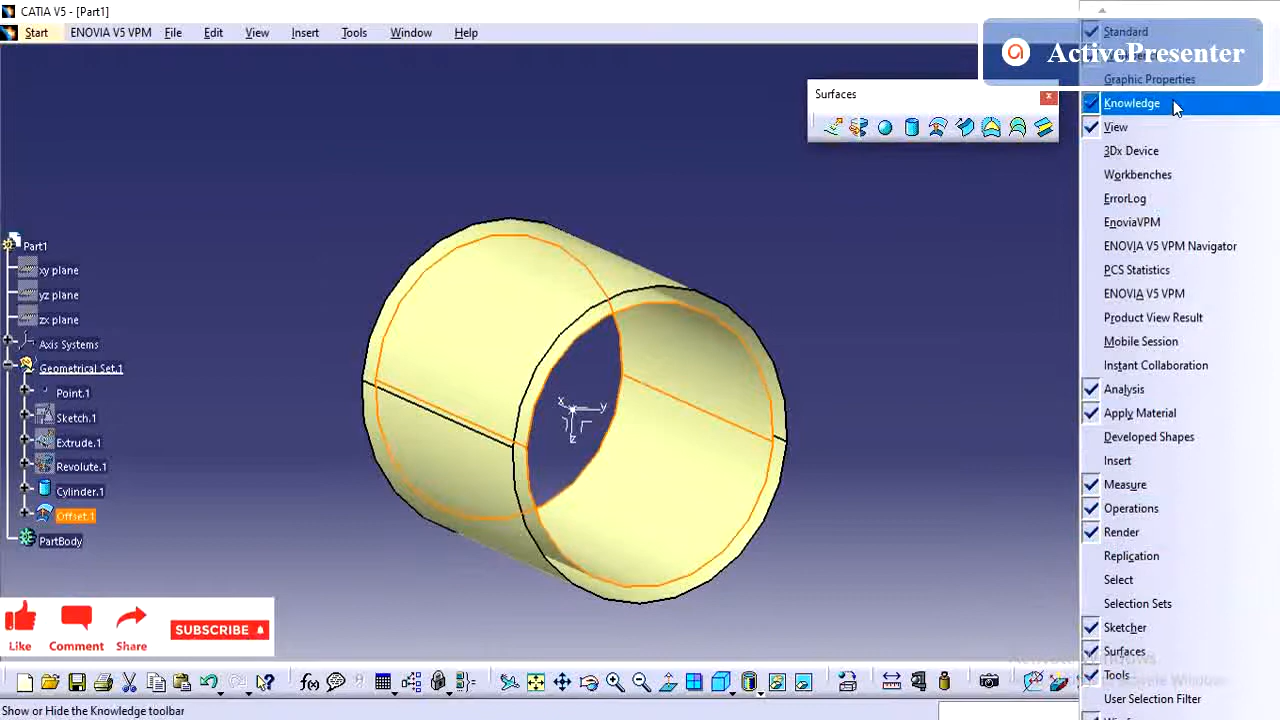 CATIA V5 - [Part1]
Start ENOVIA V5 VPM File Edit View Insert Tools Window Help
ActivePresenter
Surfaces
Standard
Graphic Properties
Knowledge
View
3Dx Device
Workbenches
ErrorLog
EnoviaVPM
ENOVIA V5 VPM Navigator
PCS Statistics
ENOVIA V5 VPM
Product View Result
Mobile Session
Instant Collaboration
Analysis
Apply Material
Developed Shapes
Insert
Measure
Operations
Render
Replication
Select
Selection Sets
Sketcher
Surfaces
Tools
User Selection Filter
Part1
xy plane
yz plane
zx plane
Axis Systems
Geometrical Set.1
Point.1
Sketch.1
Extrude.1
Revolute.1
Cylinder.1
Offset.1
PartBody
x y
z
Like Comment Share
SUBSCRIBE
f(x)
Show or Hide the Knowledge toolbar